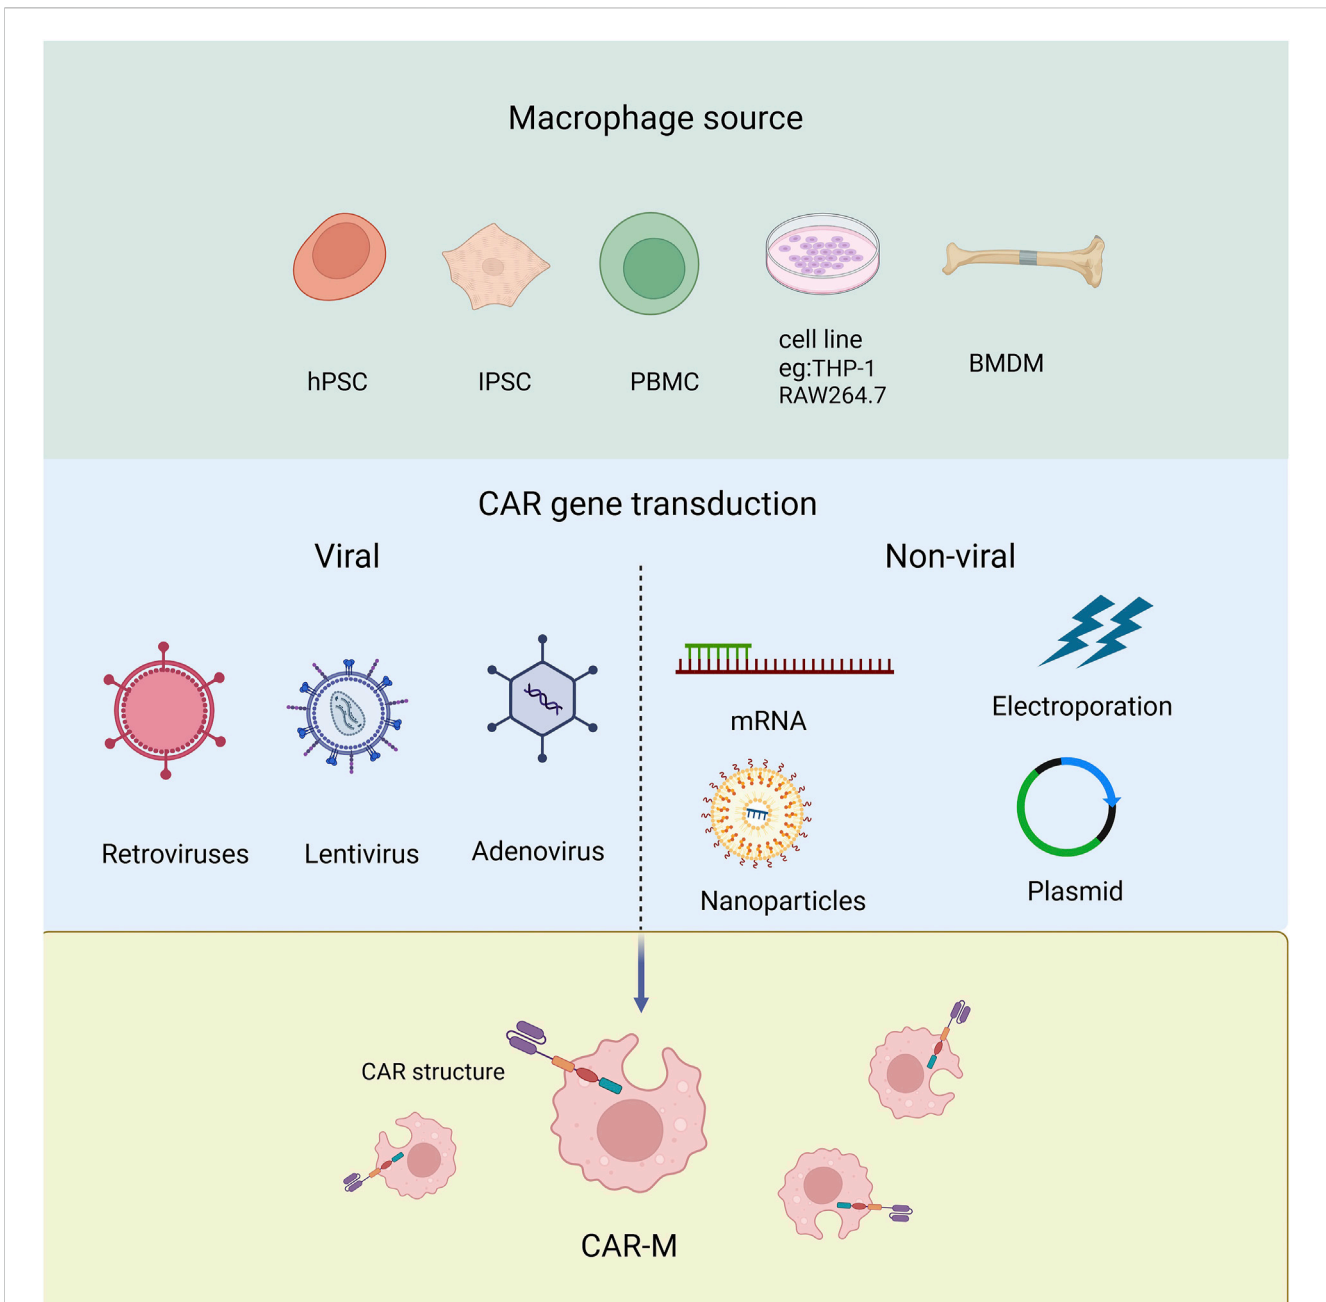 Macrophage source
hPSC
IPSC
PBMC
cell line
eg:THP-1
RAW264.7
BMDM
CAR gene transduction
Viral
Non-viral
Retroviruses
Lentivirus
Adenovirus
mRNA
Electroporation
Nanoparticles
Plasmid
CAR structure
CAR-M